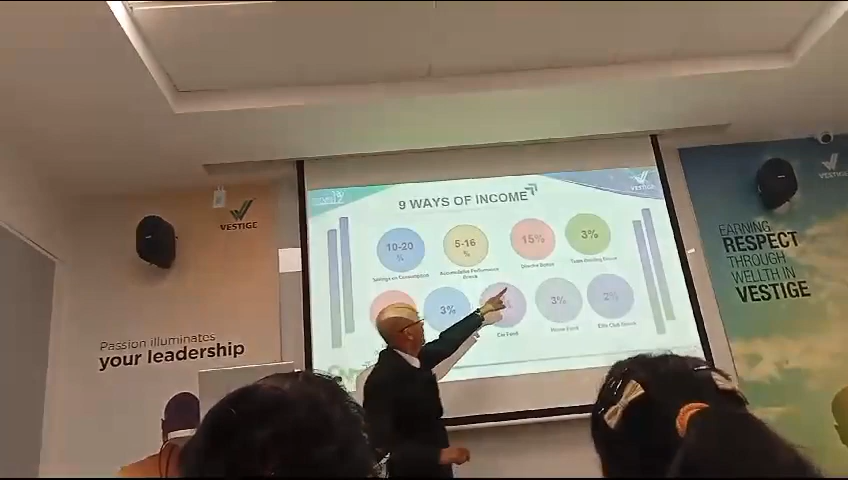 VESTIGE
Passion illuminates
your leadership
9 WAYS OF INCOME
VESTIGE
10-20
%
5-16
%
15%
3%
Savings on Consumption
Accumulative Performance
Bonus
Director Bonus
Team Building Bonus
3%
%
3%
2%
Car Fund
House Fund
Elite Club Bonus
VESTIGE
EARNING
RESPECT
THROUGH
WELLTH IN
VESTIGE